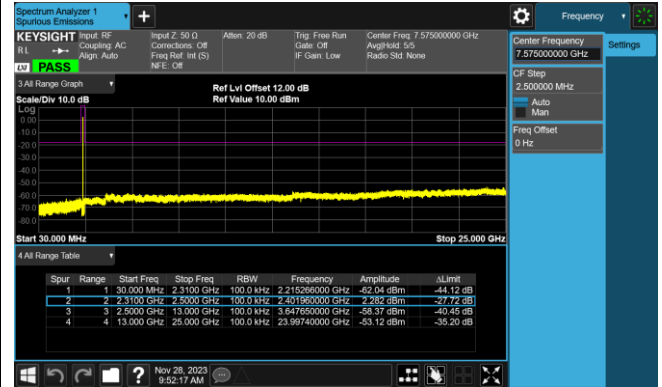 Spectrum Analyzer 1
Spurious Emissions
Frequency
KEYSIGHT
Input: RF
Coupling: AC
Align: Auto
Input Z: 50 Ω
Corrections: Off
Freq Ref: Int (S)
NFE: Off
Atten: 20 dB
Trig: Free Run
Gate: Off
IF Gain: Low
Center Freq: 7.575000000 GHz
Avg|Hold: 5/5
Radio Std: None
RL
LXI
PASS
3 All Range Graph
Scale/Div 10.0 dB
Ref Lvl Offset 12.00 dB
Ref Value 10.00 dBm
Log
0.00
-10.0
-20.0
-30.0
-40.0
-50.0
-60.0
-70.0
-80.0
Start 30.000 MHz
Stop 25.000 GHz
4 All Range Table
Spur Range Start Freq Stop Freq RBW Frequency Amplitude ΔLimit
1 1 30.000 MHz 2.3100 GHz 100.0 kHz 2.215266000 GHz -62.04 dBm -44.12 dB
2 2 2.3100 GHz 2.5000 GHz 100.0 kHz 2.401960000 GHz 2.282 dBm -27.72 dB
3 3 2.5000 GHz 13.000 GHz 100.0 kHz 3.647650000 GHz -58.37 dBm -40.45 dB
4 4 13.000 GHz 25.000 GHz 100.0 kHz 23.99740000 GHz -53.12 dBm -35.20 dB
Center Frequency
7.575000000 GHz
Settings
CF Step
2.500000 MHz
Auto
Man
Freq Offset
0 Hz
?
Nov 28, 2023
9:52:17 AM